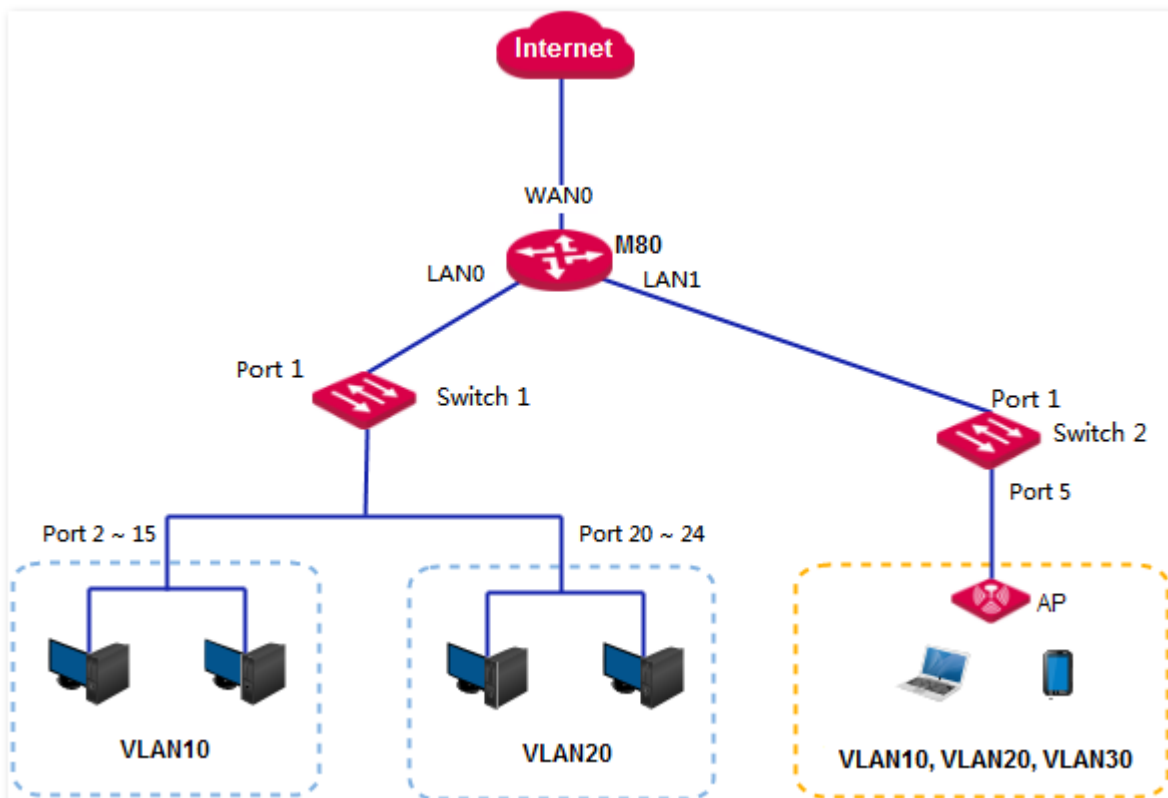 Internet
WAN0
M80
LAN0
LAN1
Port 1
Switch 1
Port 1
Switch 2
Port 5
Port 2 ~ 15
Port 20 ~ 24
AP
VLAN10
VLAN20
VLAN10, VLAN20, VLAN30